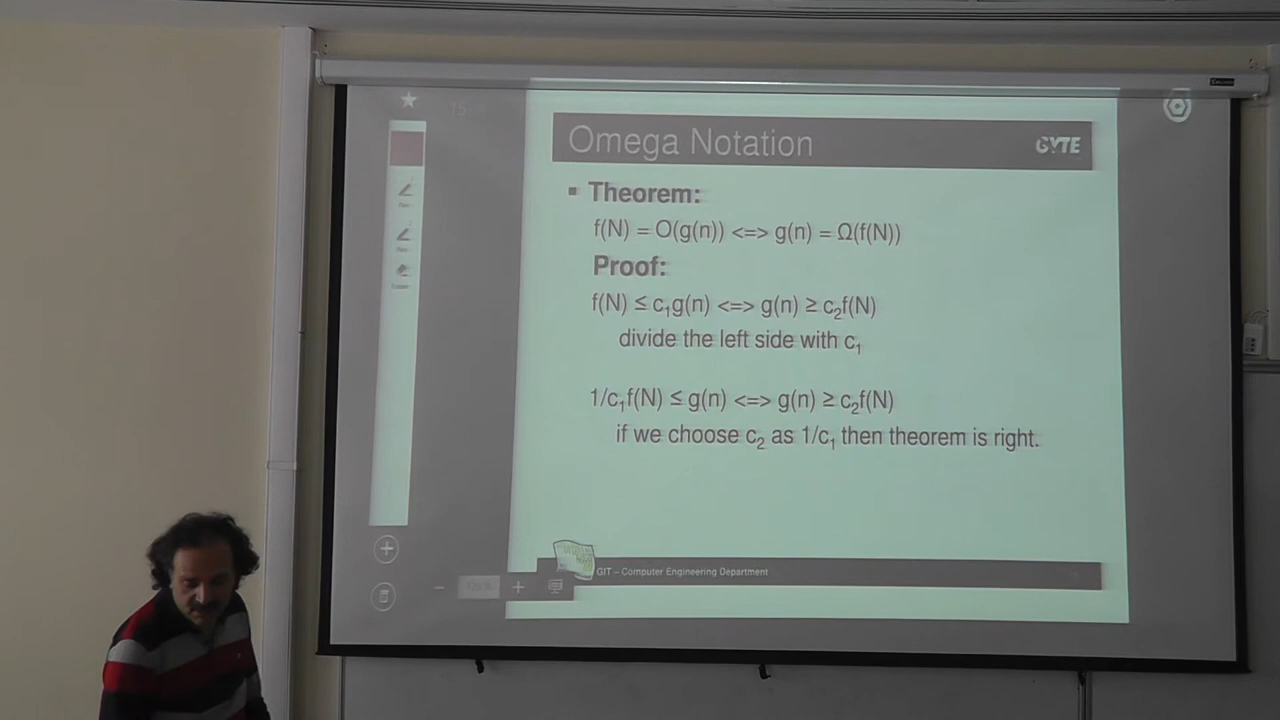 15
Omega Notation
GYTE
Theorem:
f(N) = O(g(n)) <=> g(n) = Ω(f(N))
Proof:
f(N) ≤ c₁g(n) <=> g(n) ≥ c₂f(N)
divide the left side with c₁
1/c₁f(N) ≤ g(n) <=> g(n) ≥ c₂f(N)
if we choose c₂ as 1/c₁ then theorem is right.
GIT – Computer Engineering Department